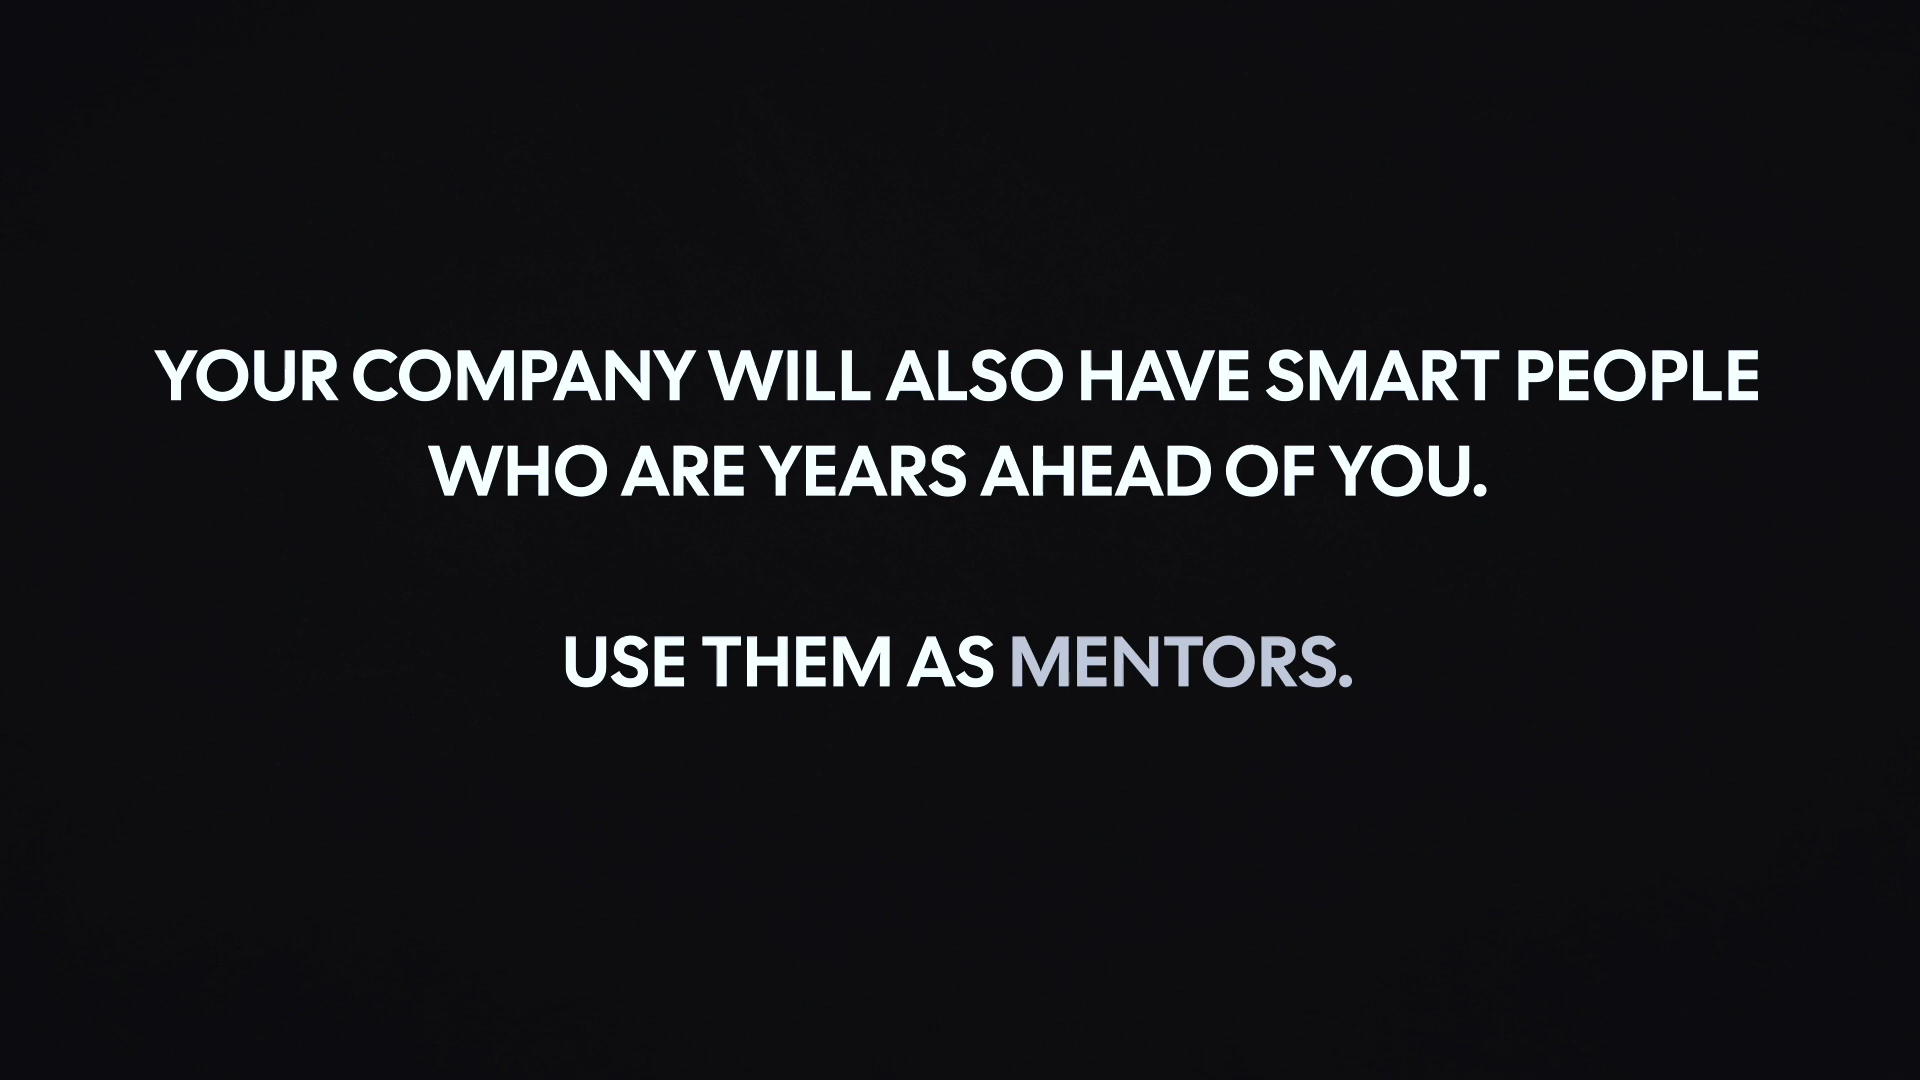 YOUR COMPANY WILL ALSO HAVE SMART PEOPLE
WHO ARE YEARS AHEAD OF YOU.
USE THEM AS MENTORS.